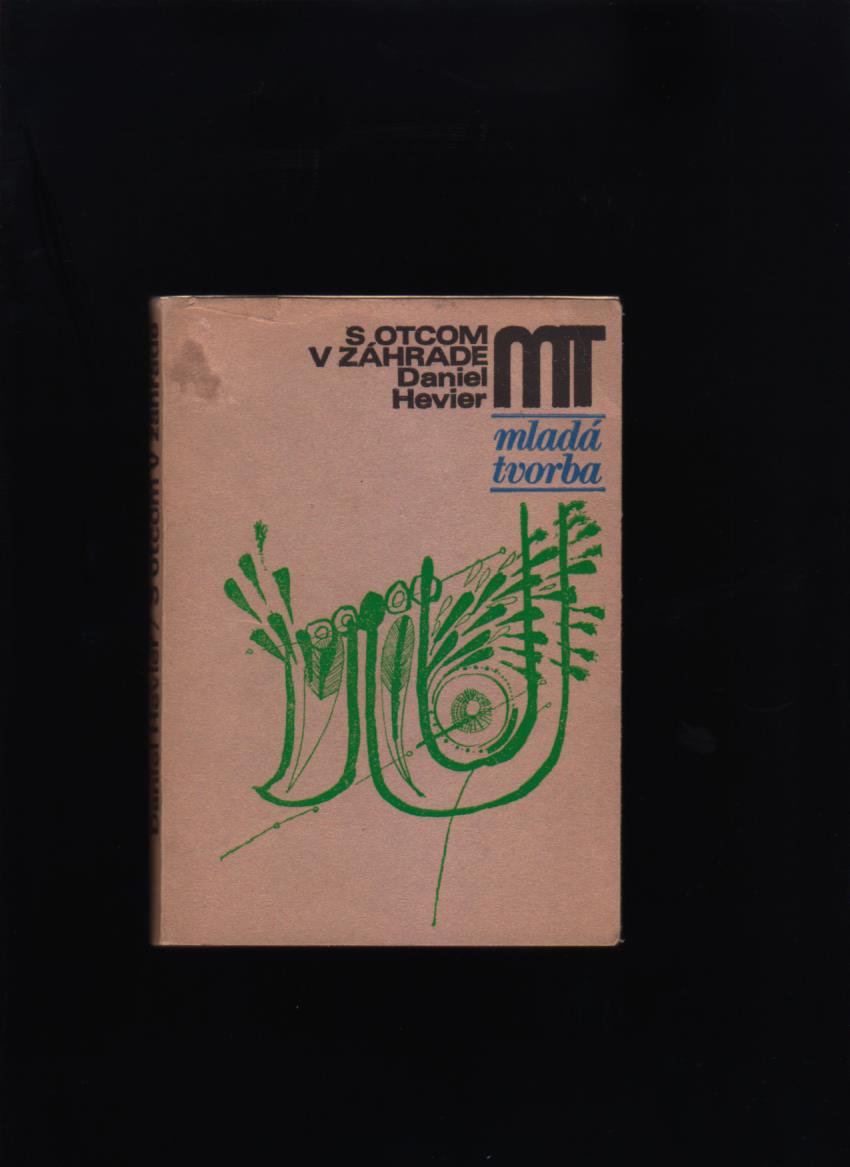 S OTCOM
V ZÁHRADE
Daniel
Hevier
MT
mladá
tvorba
Daniel Hevier / S otcom v záhrade